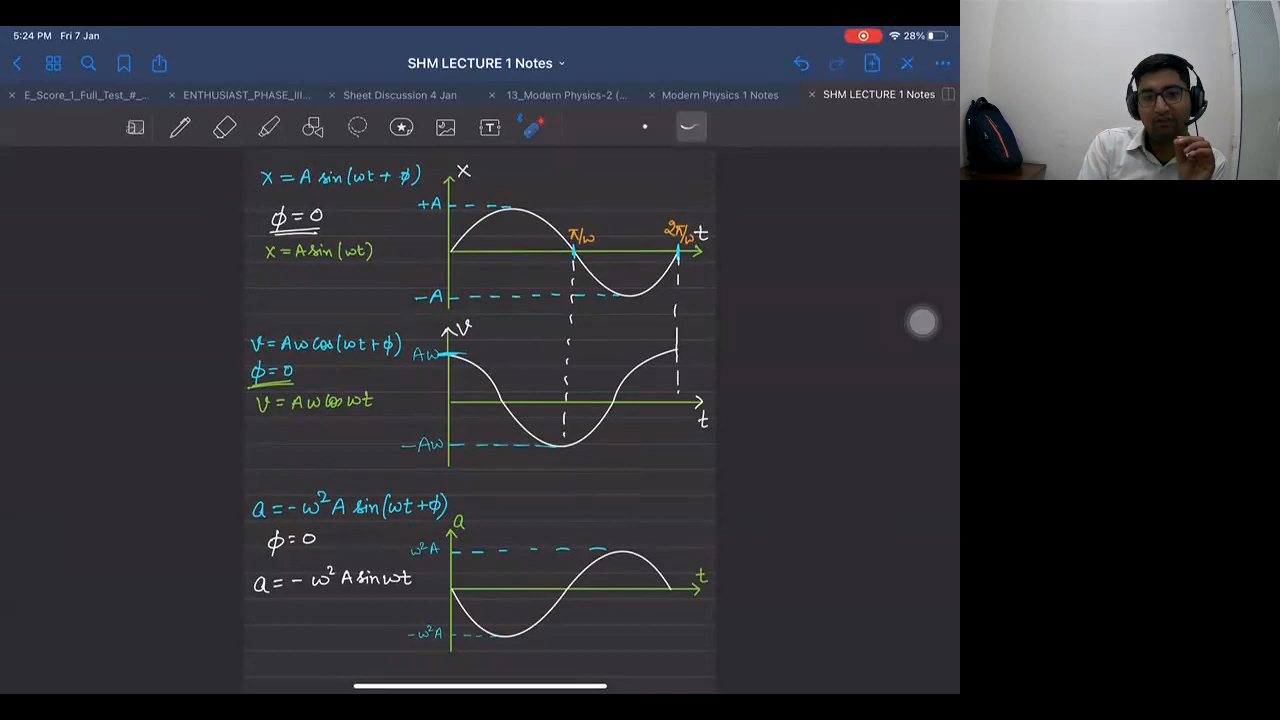 5:24 PM Fri 7 Jan
28%
SHM LECTURE 1 Notes
E_Score_1_Full_Test_#_...
ENTHUSIAST_PHASE_III...
Sheet Discussion 4 Jan
13_Modern Physics-2 (...
Modern Physics 1 Notes
SHM LECTURE 1 Notes
T
x = A sin(ωt + ϕ)
x
+A
ϕ = 0
π/ω
2π/ω
t
x = A sin(ωt)
-A
v
v = Aω cos(ωt + ϕ)
Aω
ϕ = 0
v = Aω cos ωt
t
-Aω
a = -ω²A sin(ωt + ϕ)
a
ϕ = 0
ω²A
a = -ω²A sin ωt
t
-ω²A